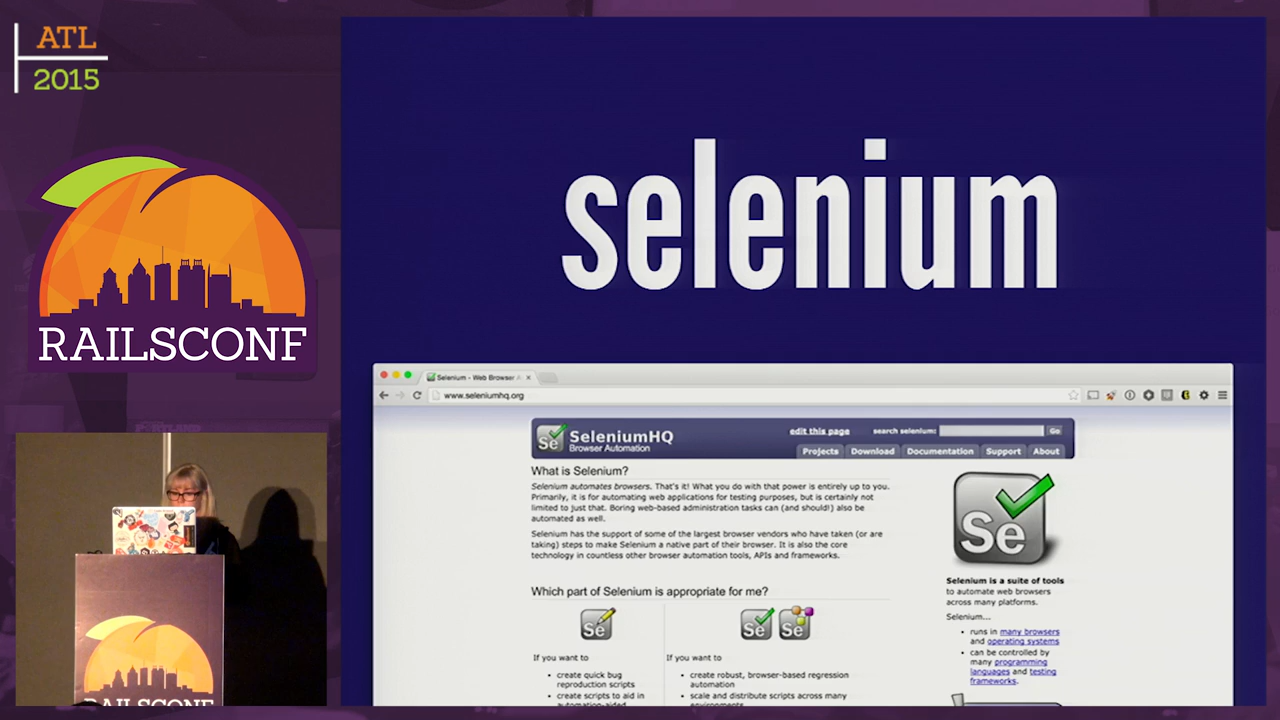 ATL
2015
RAILSCONF
RAILSCONF
selenium
Selenium - Web Browser A
www.seleniumhq.org
Se
SeleniumHQ
Browser Automation
edit this page
search selenium:
Go
Projects
Download
Documentation
Support
About
What is Selenium?
Selenium automates browsers. That's it! What you do with that power is entirely up to you.
Primarily, it is for automating web applications for testing purposes, but is certainly not
limited to just that. Boring web-based administration tasks can (and should!) also be
automated as well.
Selenium has the support of some of the largest browser vendors who have taken (or are
taking) steps to make Selenium a native part of their browser. It is also the core
technology in countless other browser automation tools, APIs and frameworks.
Which part of Selenium is appropriate for me?
Se
Se
Se
If you want to
create quick bug
reproduction scripts
create scripts to aid in
automation-aided
If you want to
create robust, browser-based regression
automation
scale and distribute scripts across many
environments
Se
Selenium is a suite of tools
to automate web browsers
across many platforms.
Selenium...
runs in many browsers
and operating systems
can be controlled by
many programming
languages and testing
frameworks.